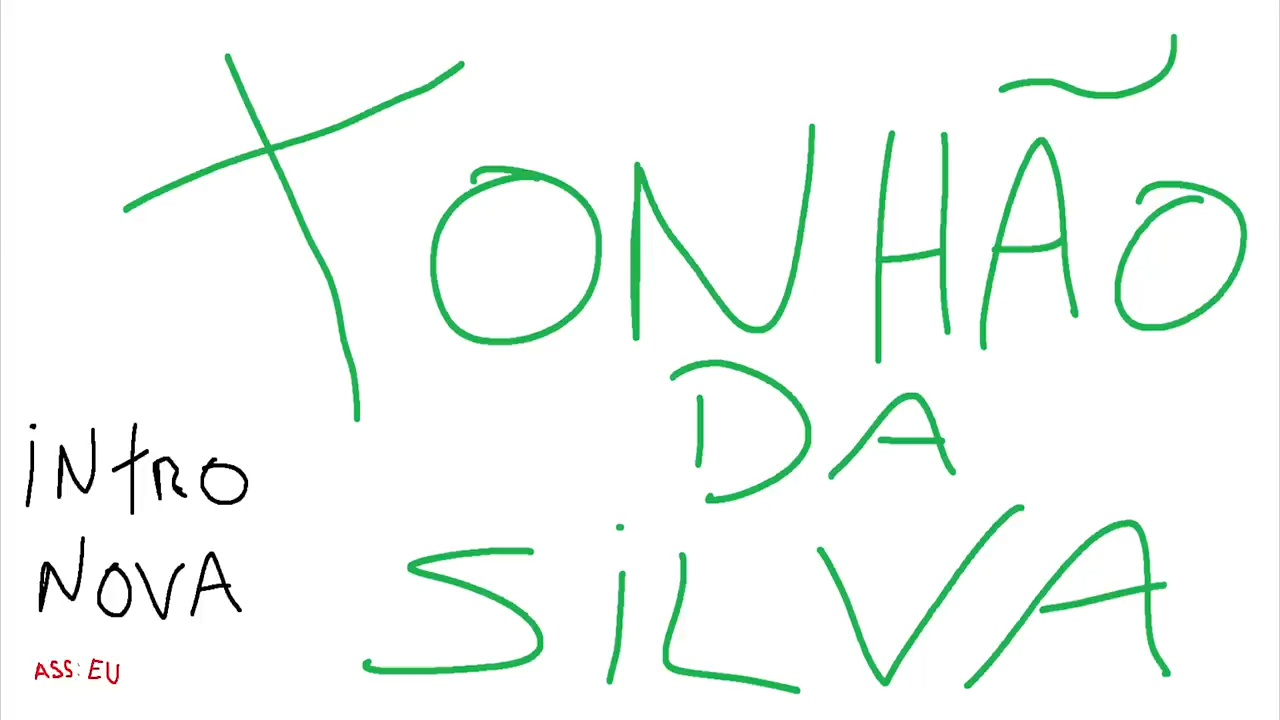 TONHÃO
DA
SiLVA
iNtRO
NOVA
ASS: EU